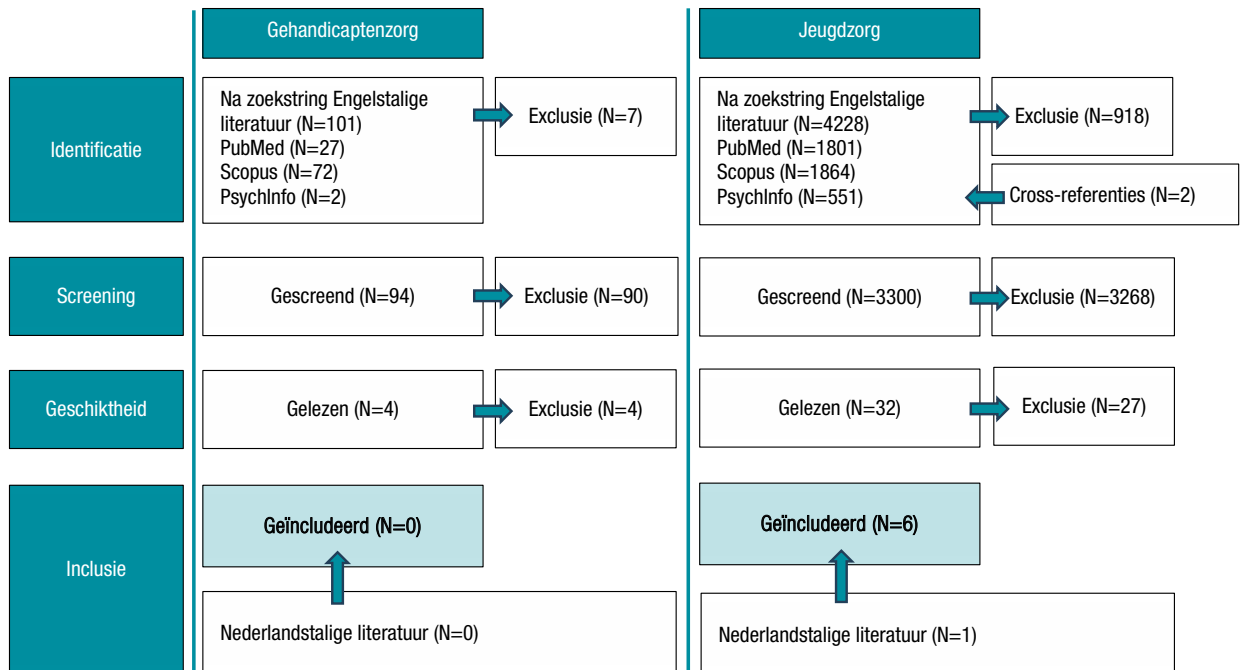 Gehandicaptenzorg
Jeugdzorg
Identificatie
Na zoekstring Engelstalige
literatuur (N=101)
PubMed (N=27)
Scopus (N=72)
PsychInfo (N=2)
Exclusie (N=7)
Na zoekstring Engelstalige
literatuur (N=4228)
PubMed (N=1801)
Scopus (N=1864)
PsychInfo (N=551)
Exclusie (N=918)
Cross-referenties (N=2)
Screening
Gescreend (N=94)
Exclusie (N=90)
Gescreend (N=3300)
Exclusie (N=3268)
Geschiktheid
Gelezen (N=4)
Exclusie (N=4)
Gelezen (N=32)
Exclusie (N=27)
Inclusie
Geïncludeerd (N=0)
Nederlandstalige literatuur (N=0)
Geïncludeerd (N=6)
Nederlandstalige literatuur (N=1)